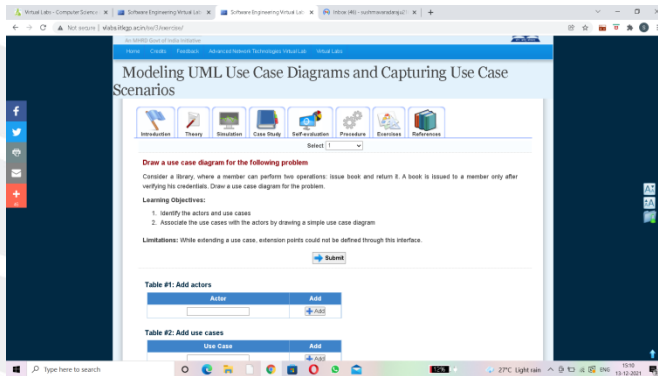 Virtual Labs - Computer Science
Software Engineering Virtual Lab
Software Engineering Virtual Lab
Not secure
An MHRD Govt of India Initiative
Home Credits Feedback Advanced Network Technologies Virtual Lab Virtual Labs
Modeling UML Use Case Diagrams and Capturing Use Case
Scenarios
Introduction Theory Simulation Case Study Self-evaluation Procedure Exercises References
Select 1
Draw a use case diagram for the following problem
Consider a library, where a member can perform two operations: issue book and return it. A book is issued to a member only after
verifying his credentials. Draw a use case diagram for the problem.
Learning Objectives:
1. Identify the actors and use cases
2. Associate the use cases with the actors by drawing a simple use case diagram
Limitations: While extending a use case, extension points could not be defined through this interface.
Submit
Table #1: Add actors
Actor Add
Add
Table #2: Add use cases
Use Case Add
Add
Type here to search
27°C Light rain
ENG
15:10
13-12-2021